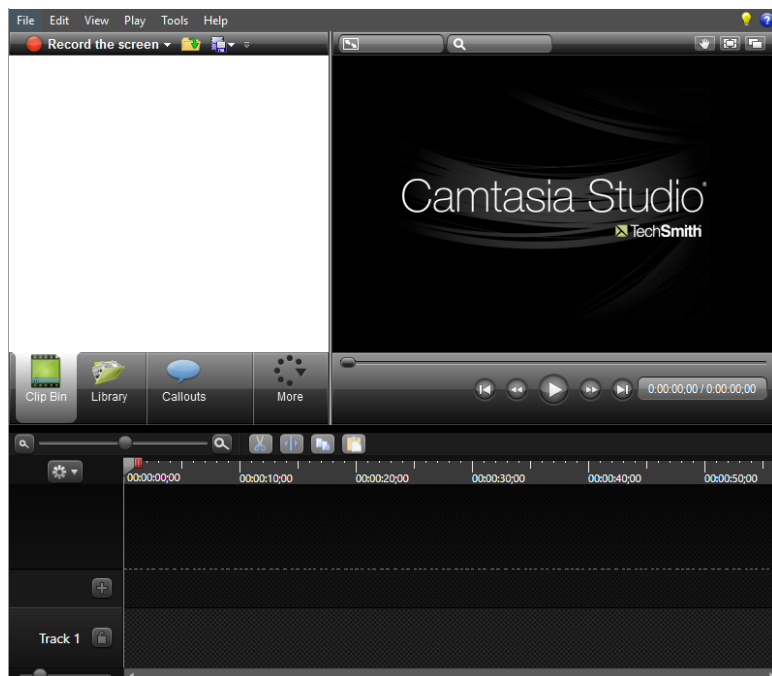 File Edit View Play Tools Help
Record the screen
Camtasia Studio®
TechSmith
Clip Bin Library Callouts More
0:00:00;00 / 0:00:00;00
00:00:00;00 00:00:10;00 00:00:20;00 00:00:30;00 00:00:40;00 00:00:50;00
Track 1